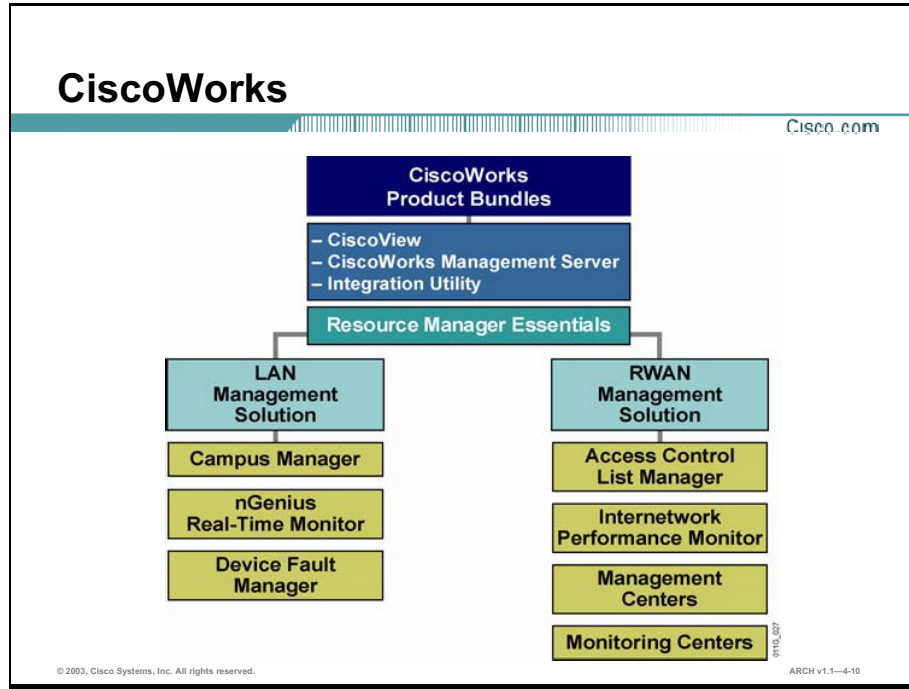 CiscoWorks
Cisco.com
CiscoWorks
Product Bundles
– CiscoView
– CiscoWorks Management Server
– Integration Utility
Resource Manager Essentials
LAN
Management
Solution
Campus Manager
nGenius
Real-Time Monitor
Device Fault
Manager
RWAN
Management
Solution
Access Control
List Manager
Internetwork
Performance Monitor
Management
Centers
Monitoring Centers
011G_027
© 2003, Cisco Systems, Inc. All rights reserved.
ARCH v1.1—4-10